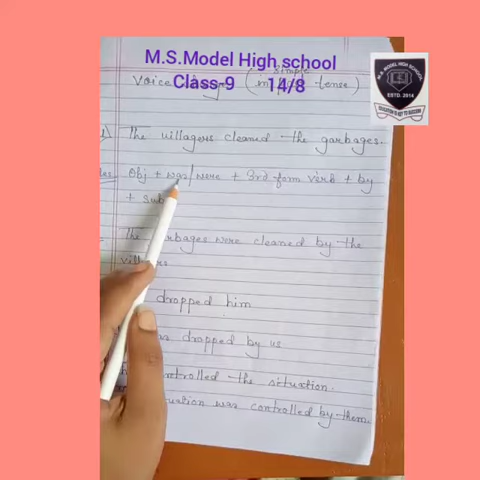 M.S.Model High school
Class-9 14/8
simple
Voice (in tense)
The villagers cleaned the garbages.
Obj + was/were + 3rd form verb + by
+ sub
The garbages were cleaned by the
villagers
dropped him
dropped by us
controlled the situation.
situation was controlled by them.
M.S. MODEL HIGH SCHOOL
ESTD. 2014